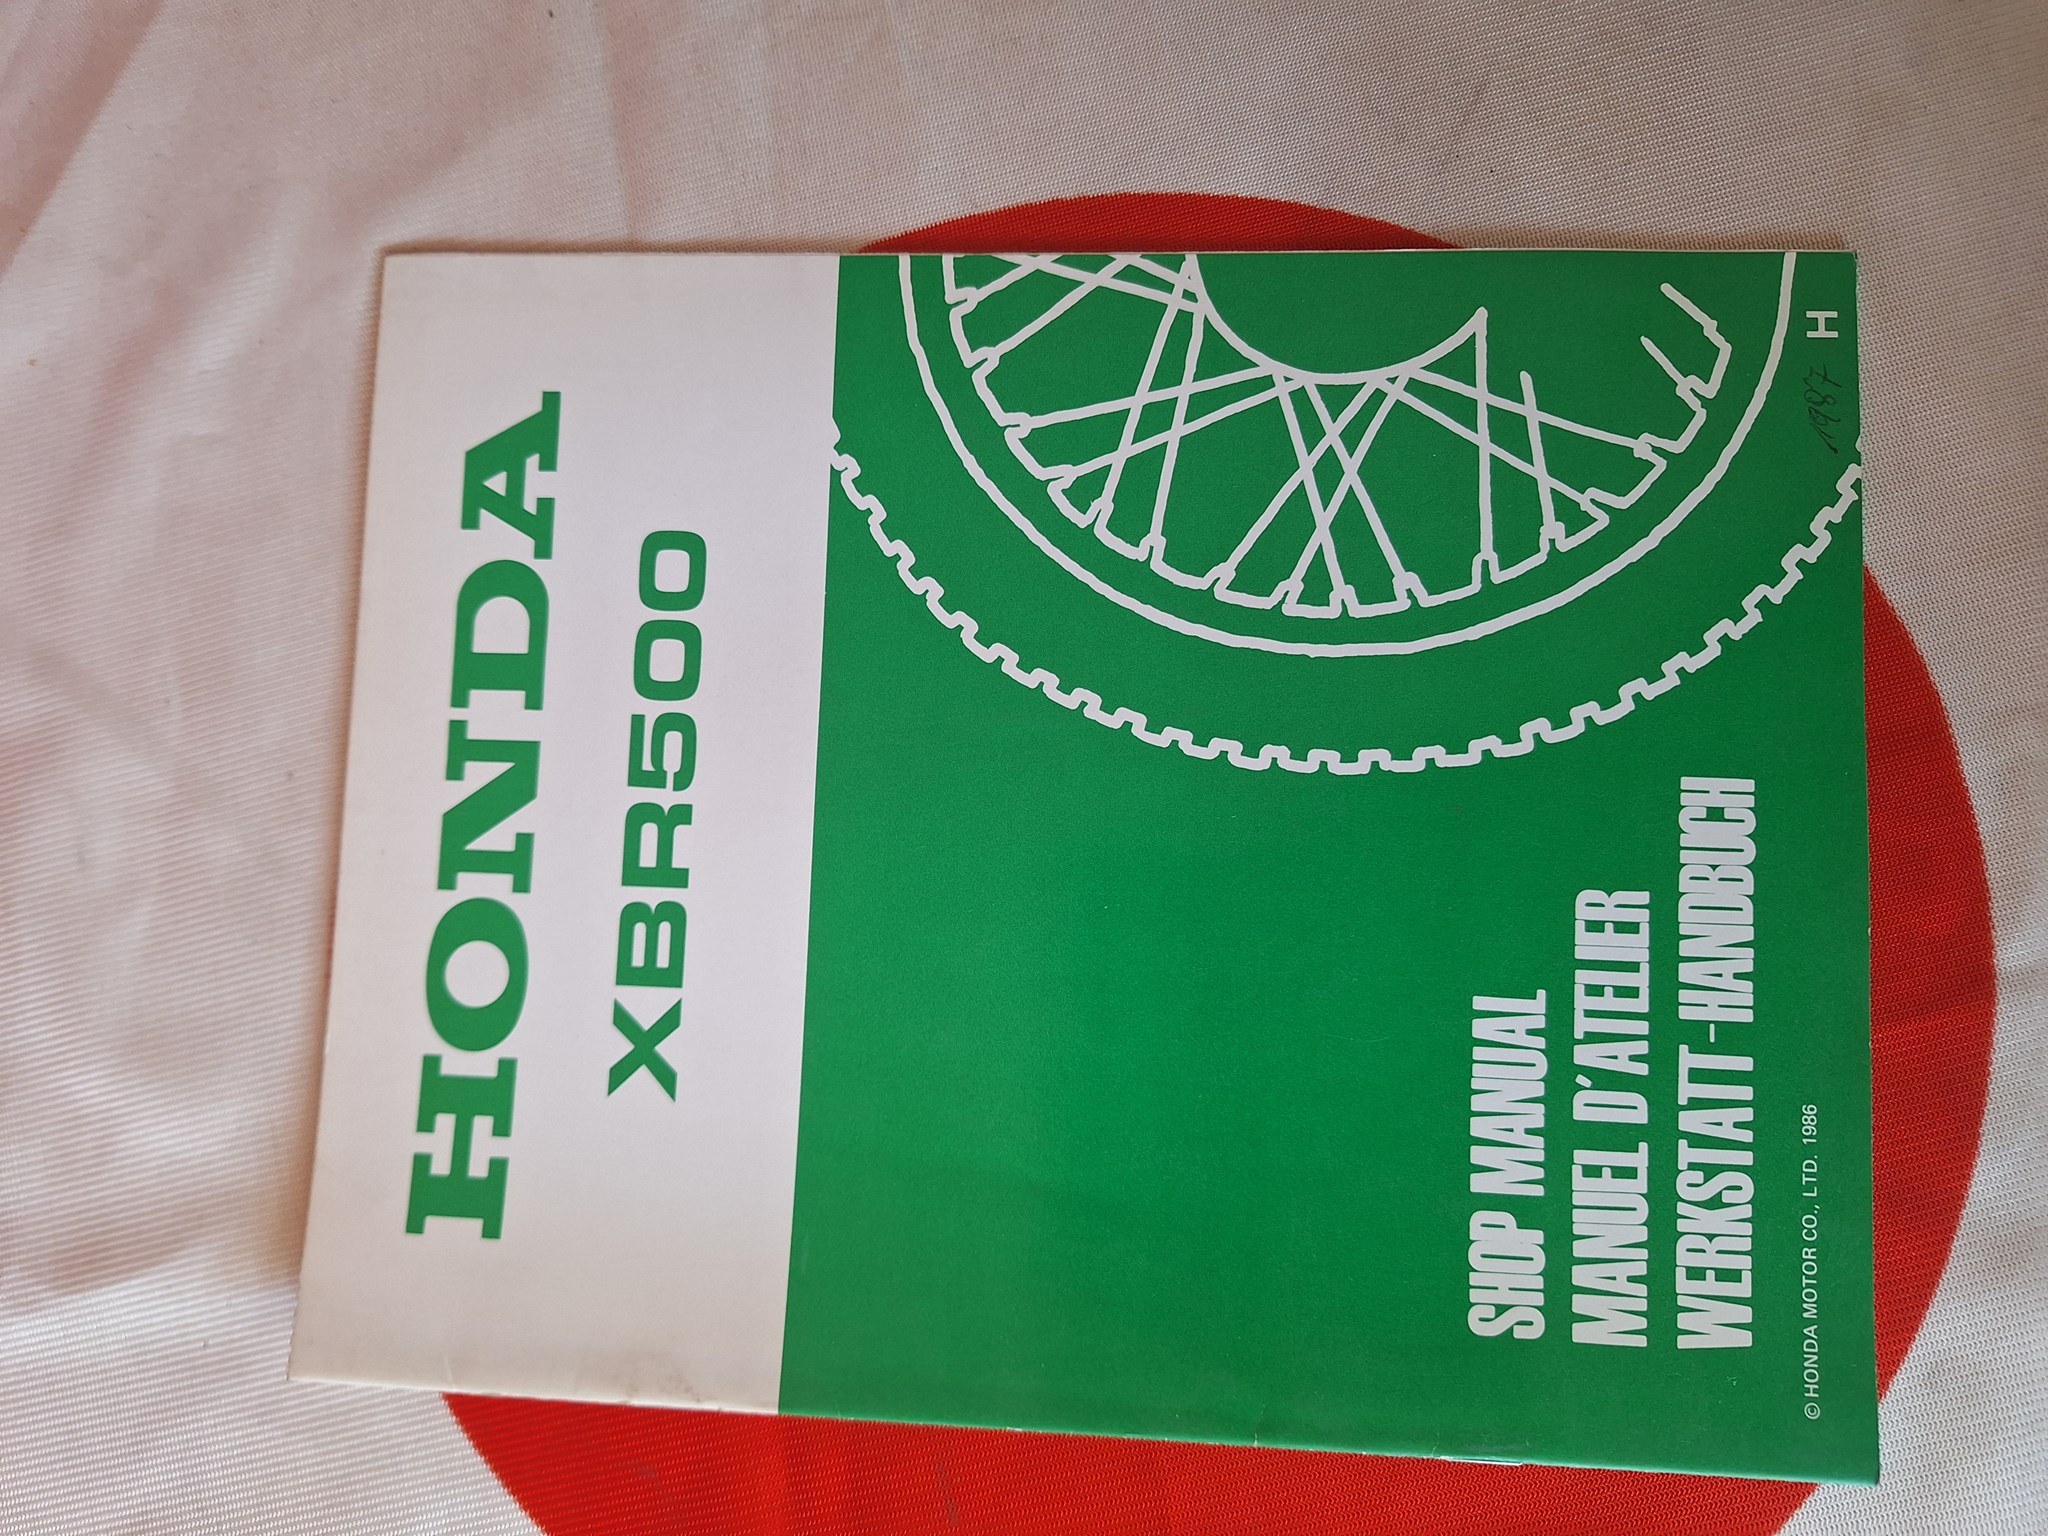 HONDA
XBR500
SHOP MANUAL
MANUEL D'ATELIER
WERKSTATT-HANDBUCH
© HONDA MOTOR CO., LTD. 1986
1987 H